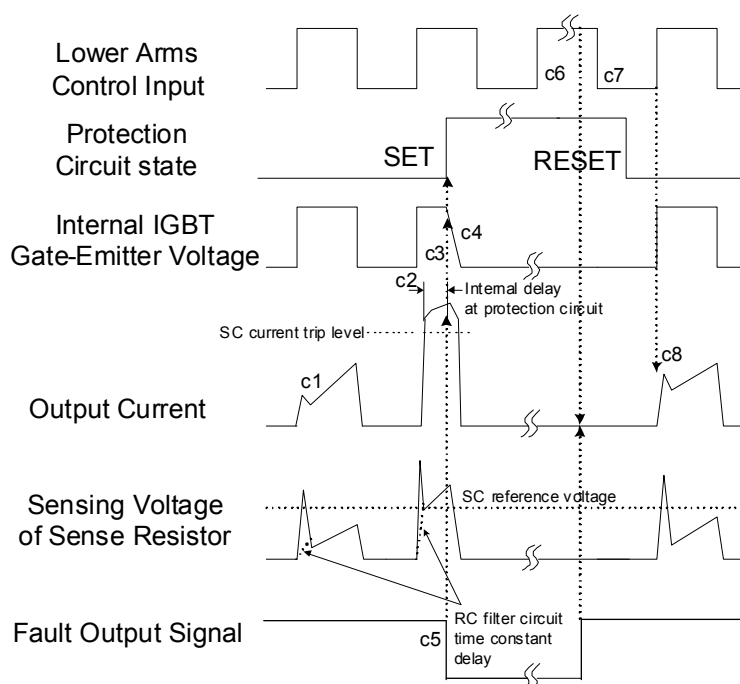 Lower Arms
Control Input
c6
c7
Protection
Circuit state
SET
RESET
Internal IGBT
Gate-Emitter Voltage
c4
c3
c2
Internal delay
at protection circuit
SC current trip level
c1
c8
Output Current
Sensing Voltage
of Sense Resistor
SC reference voltage
Fault Output Signal
c5
RC filter circuit
time constant
delay